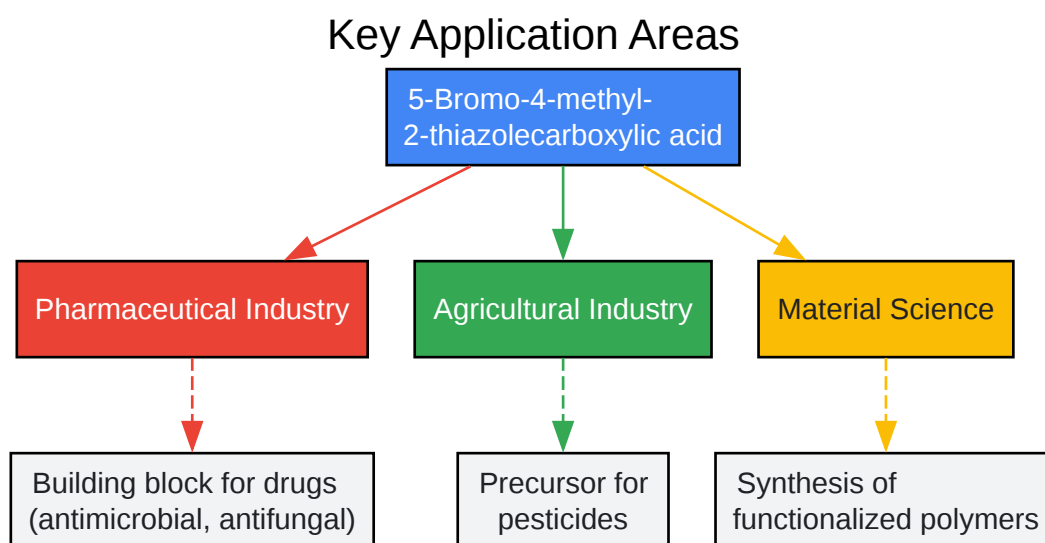 Key Application Areas
5-Bromo-4-methyl-
2-thiazolecarboxylic acid
Pharmaceutical Industry
Agricultural Industry
Material Science
Building block for drugs
(antimicrobial, antifungal)
Precursor for
pesticides
Synthesis of
functionalized polymers